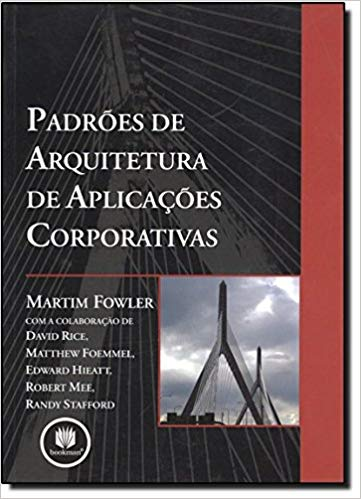 PADRÕES DE
ARQUITETURA
DE APLICAÇÕES
CORPORATIVAS
MARTIM FOWLER
COM A COLABORAÇÃO DE
DAVID RICE,
MATTHEW FOEMMEL,
EDWARD HIEATT,
ROBERT MEE,
RANDY STAFFORD
bookman®